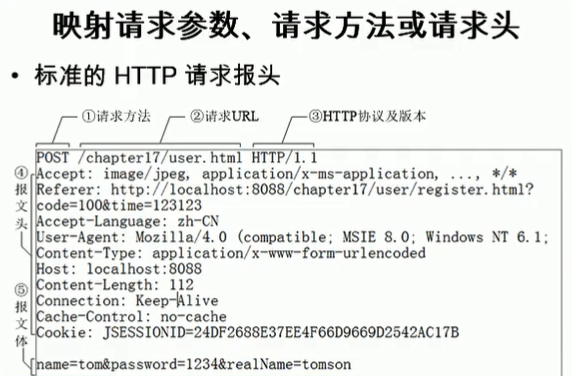 映射请求参数、请求方法或请求头
• 标准的 HTTP 请求报头
①请求方法 ②请求URL ③HTTP协议及版本
POST /chapter17/user.html HTTP/1.1
④报文头
Accept: image/jpeg, application/x-ms-application, ..., */*
Referer: http://localhost:8088/chapter17/user/register.html?
code=100&time=123123
Accept-Language: zh-CN
User-Agent: Mozilla/4.0 (compatible; MSIE 8.0; Windows NT 6.1;
Content-Type: application/x-www-form-urlencoded
Host: localhost:8088
Content-Length: 112
Connection: Keep-Alive
Cache-Control: no-cache
Cookie: JSESSIONID=24DF2688E37EE4F66D9669D2542AC17B
⑤报文体
name=tom&password=1234&realName=tomson